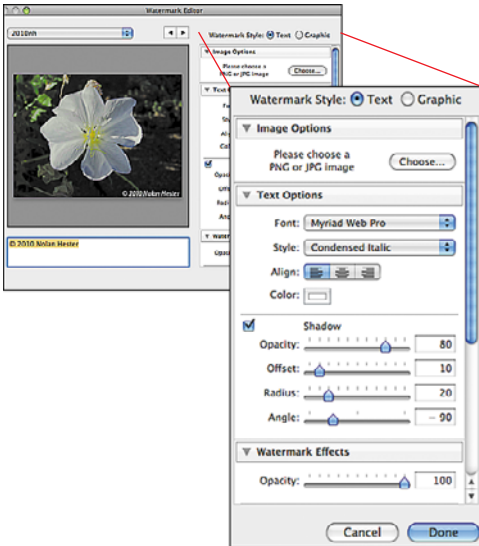 Watermark Editor
2010nh
Watermark Style: Text Graphic
Image Options
Please choose a
PNG or JPG image
Choose...
© 2010 Nolan Hester
© 2010 Nolan Hester
Watermark Style: Text Graphic
Image Options
Please choose a
PNG or JPG image
Choose...
Text Options
Font: Myriad Web Pro
Style: Condensed Italic
Align:
Color:
Shadow
Opacity: 80
Offset: 10
Radius: 20
Angle: - 90
Watermark Effects
Opacity: 100
Cancel Done